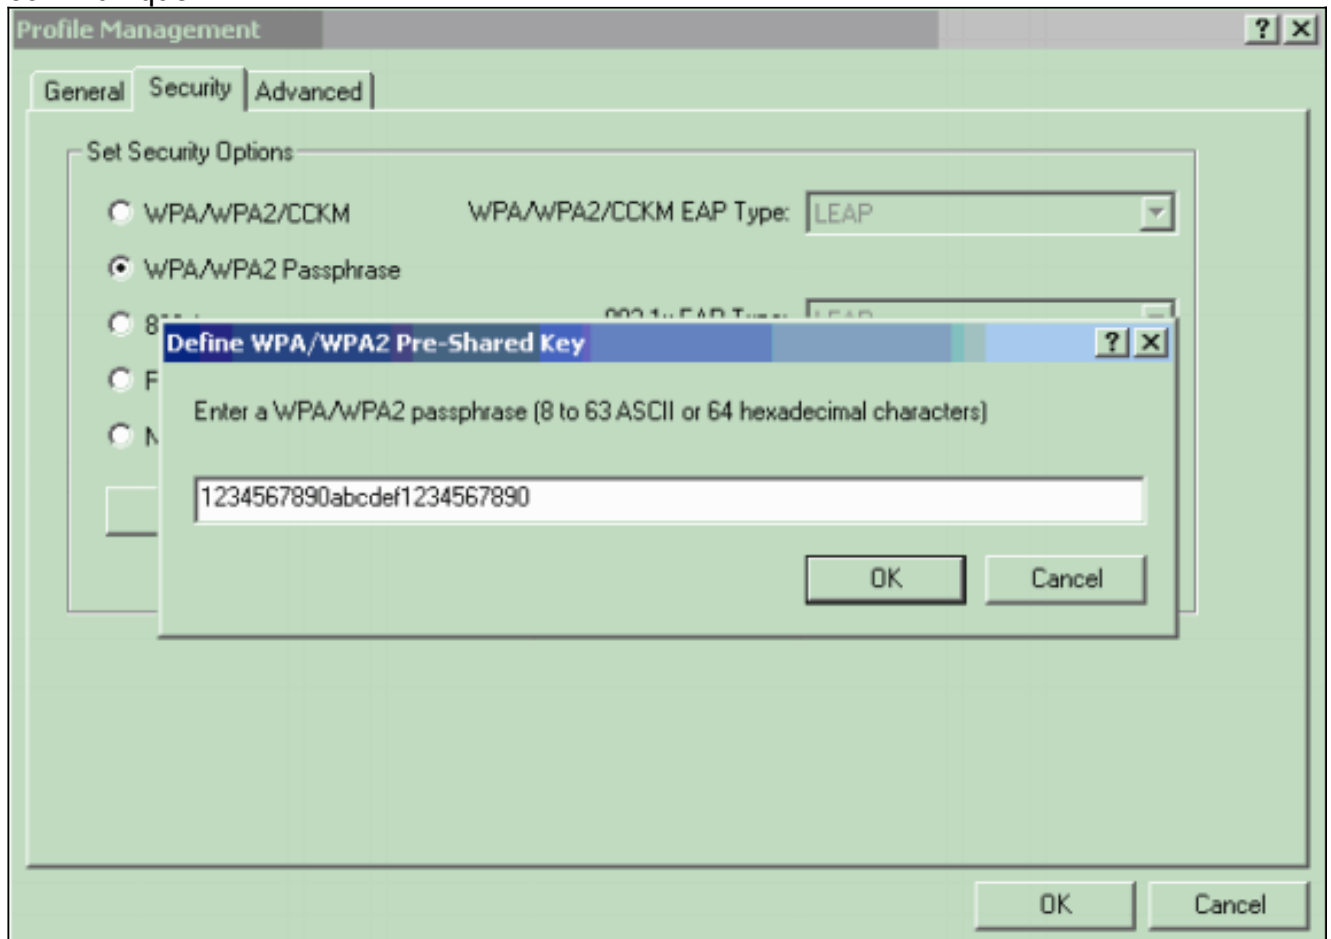 Profile Management
General Security Advanced
Set Security Options
WPA/WPA2/CCKM WPA/WPA2/CCKM EAP Type: LEAP
WPA/WPA2 Passphrase
Define WPA/WPA2 Pre-Shared Key
Enter a WPA/WPA2 passphrase (8 to 63 ASCII or 64 hexadecimal characters)
1234567890abcdef1234567890
OK Cancel
OK Cancel